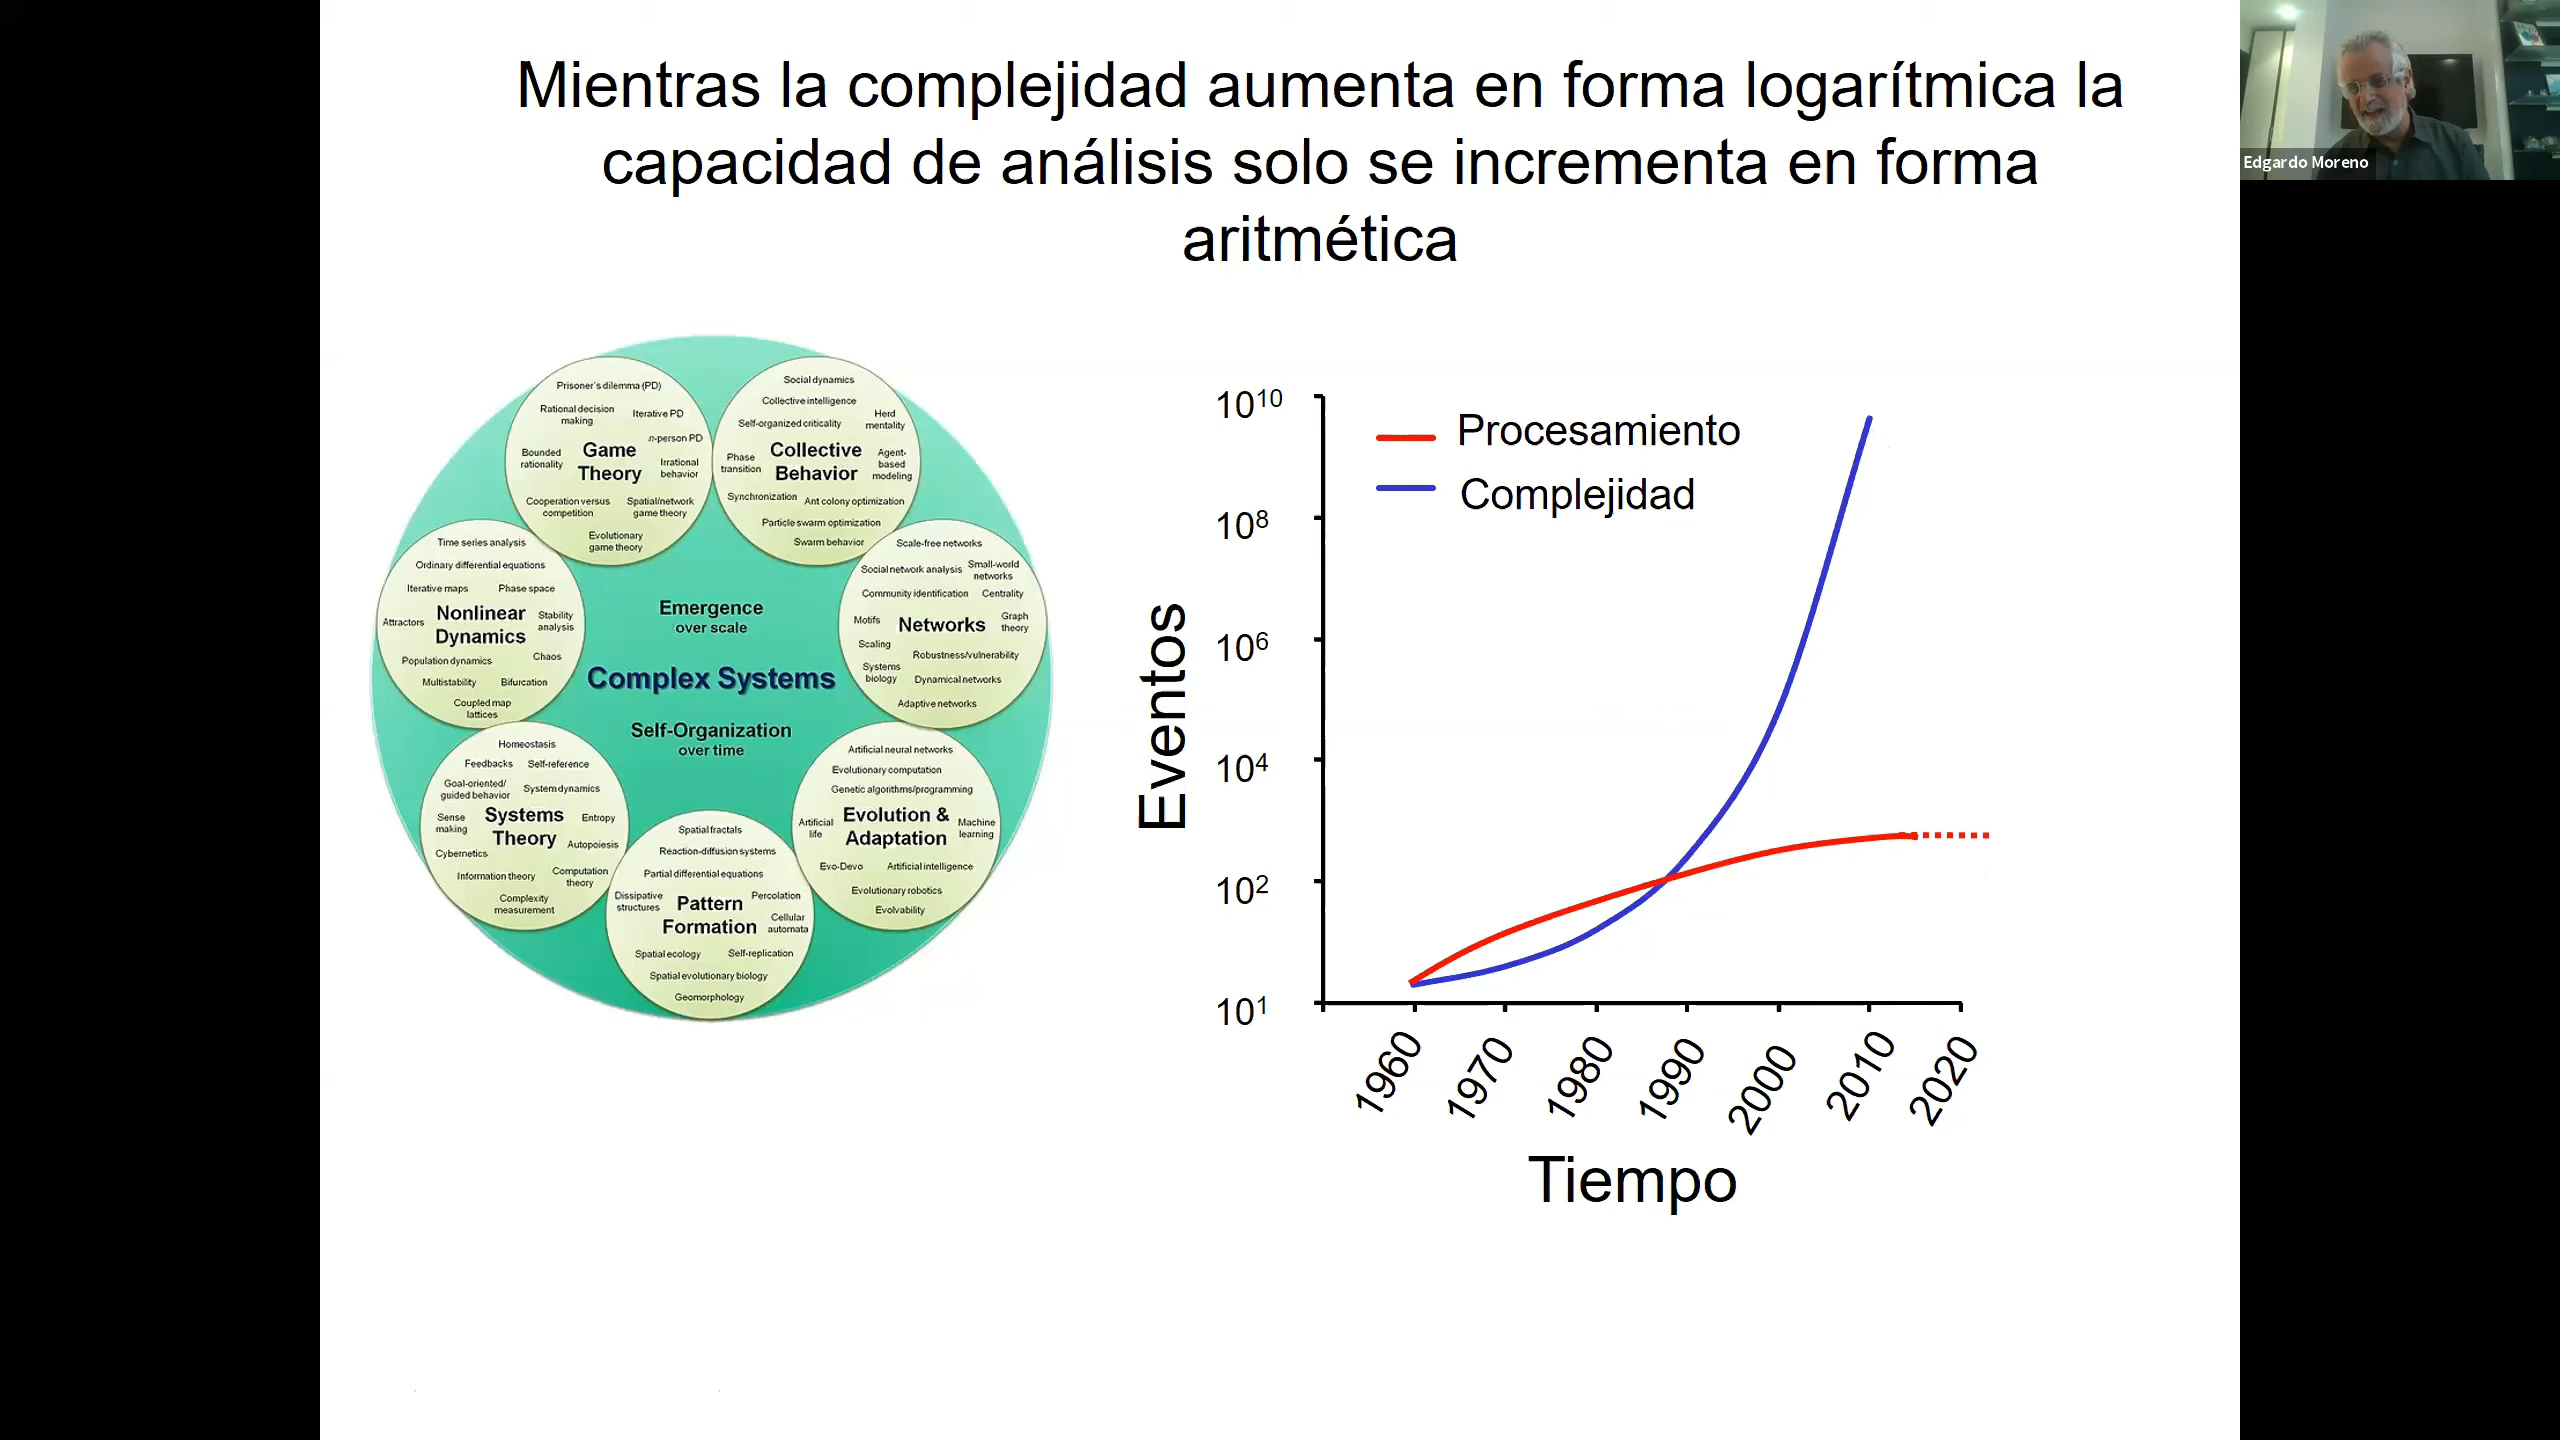 Mientras la complejidad aumenta en forma logarítmica la
capacidad de análisis solo se incrementa en forma
aritmética
Edgardo Moreno
Prisoner's dilemma (PD)
Rational decision
making
Iterative PD
n-person PD
Game
Theory
Bounded
rationality
Irrational
behavior
Cooperation versus
competition
Spatial/network
game theory
Evolutionary
game theory
Social dynamics
Collective intelligence
Herd
mentality
Self-organized criticality
Collective
Behavior
Phase
transition
Agent-
based
modeling
Synchronization
Ant colony optimization
Particle swarm optimization
Swarm behavior
Time series analysis
Ordinary differential equations
Iterative maps
Phase space
Nonlinear
Dynamics
Attractors
Stability
analysis
Population dynamics
Chaos
Multistability
Bifurcation
Coupled map
lattices
Emergence
over scale
Complex Systems
Self-Organization
over time
Scale-free networks
Social network analysis
Small-world
networks
Community identification
Centrality
Motifs
Networks
Graph
theory
Scaling
Robustness/vulnerability
Systems
biology
Dynamical networks
Adaptive networks
Homeostasis
Feedbacks
Self-reference
Goal-oriented/
guided behavior
System dynamics
Sense
making
Systems
Theory
Entropy
Autopoiesis
Cybernetics
Information theory
Computation
theory
Complexity
measurement
Spatial fractals
Reaction-diffusion systems
Partial differential equations
Dissipative
structures
Percolation
Pattern
Formation
Cellular
automata
Spatial ecology
Self-replication
Spatial evolutionary biology
Geomorphology
Artificial neural networks
Evolutionary computation
Genetic algorithms/programming
Artificial
life
Evolution &
Adaptation
Machine
learning
Evo-Devo
Artificial intelligence
Evolutionary robotics
Evolvability
Procesamiento
Complejidad
Eventos
10¹⁰
10⁸
10⁶
10⁴
10²
10¹
1960
1970
1980
1990
2000
2010
2020
Tiempo